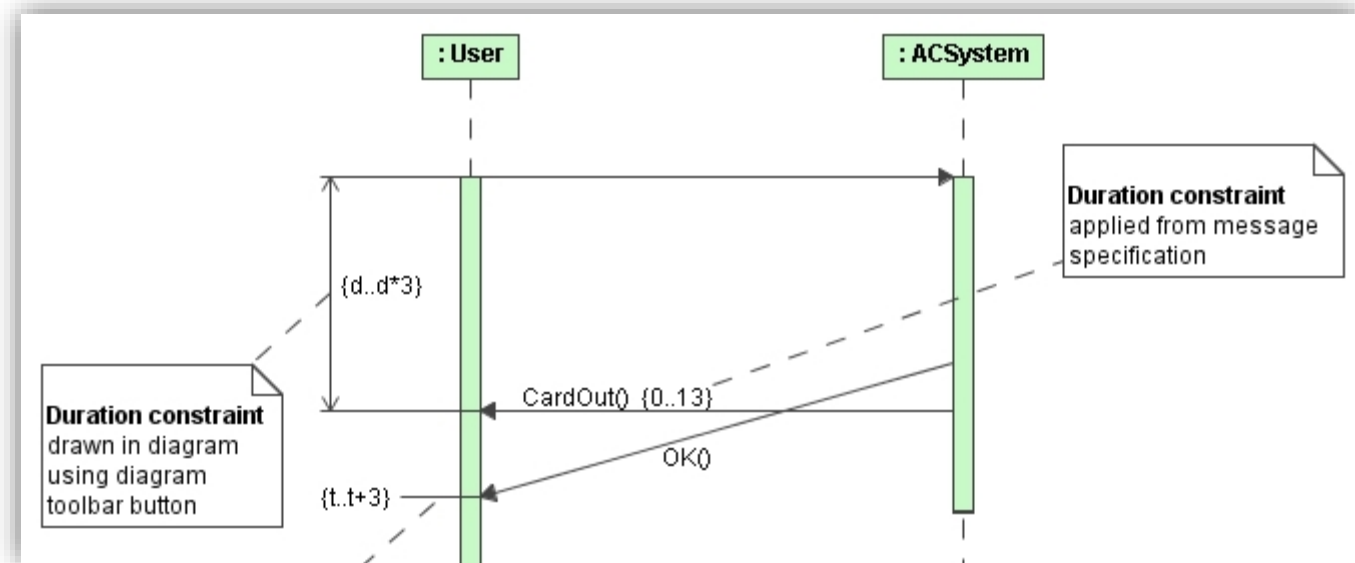 : User
: ACSystem
Duration constraint
applied from message
specification
{d..d*3}
CardOut() {0..13}
Duration constraint
drawn in diagram
using diagram
toolbar button
OK()
{t..t+3}